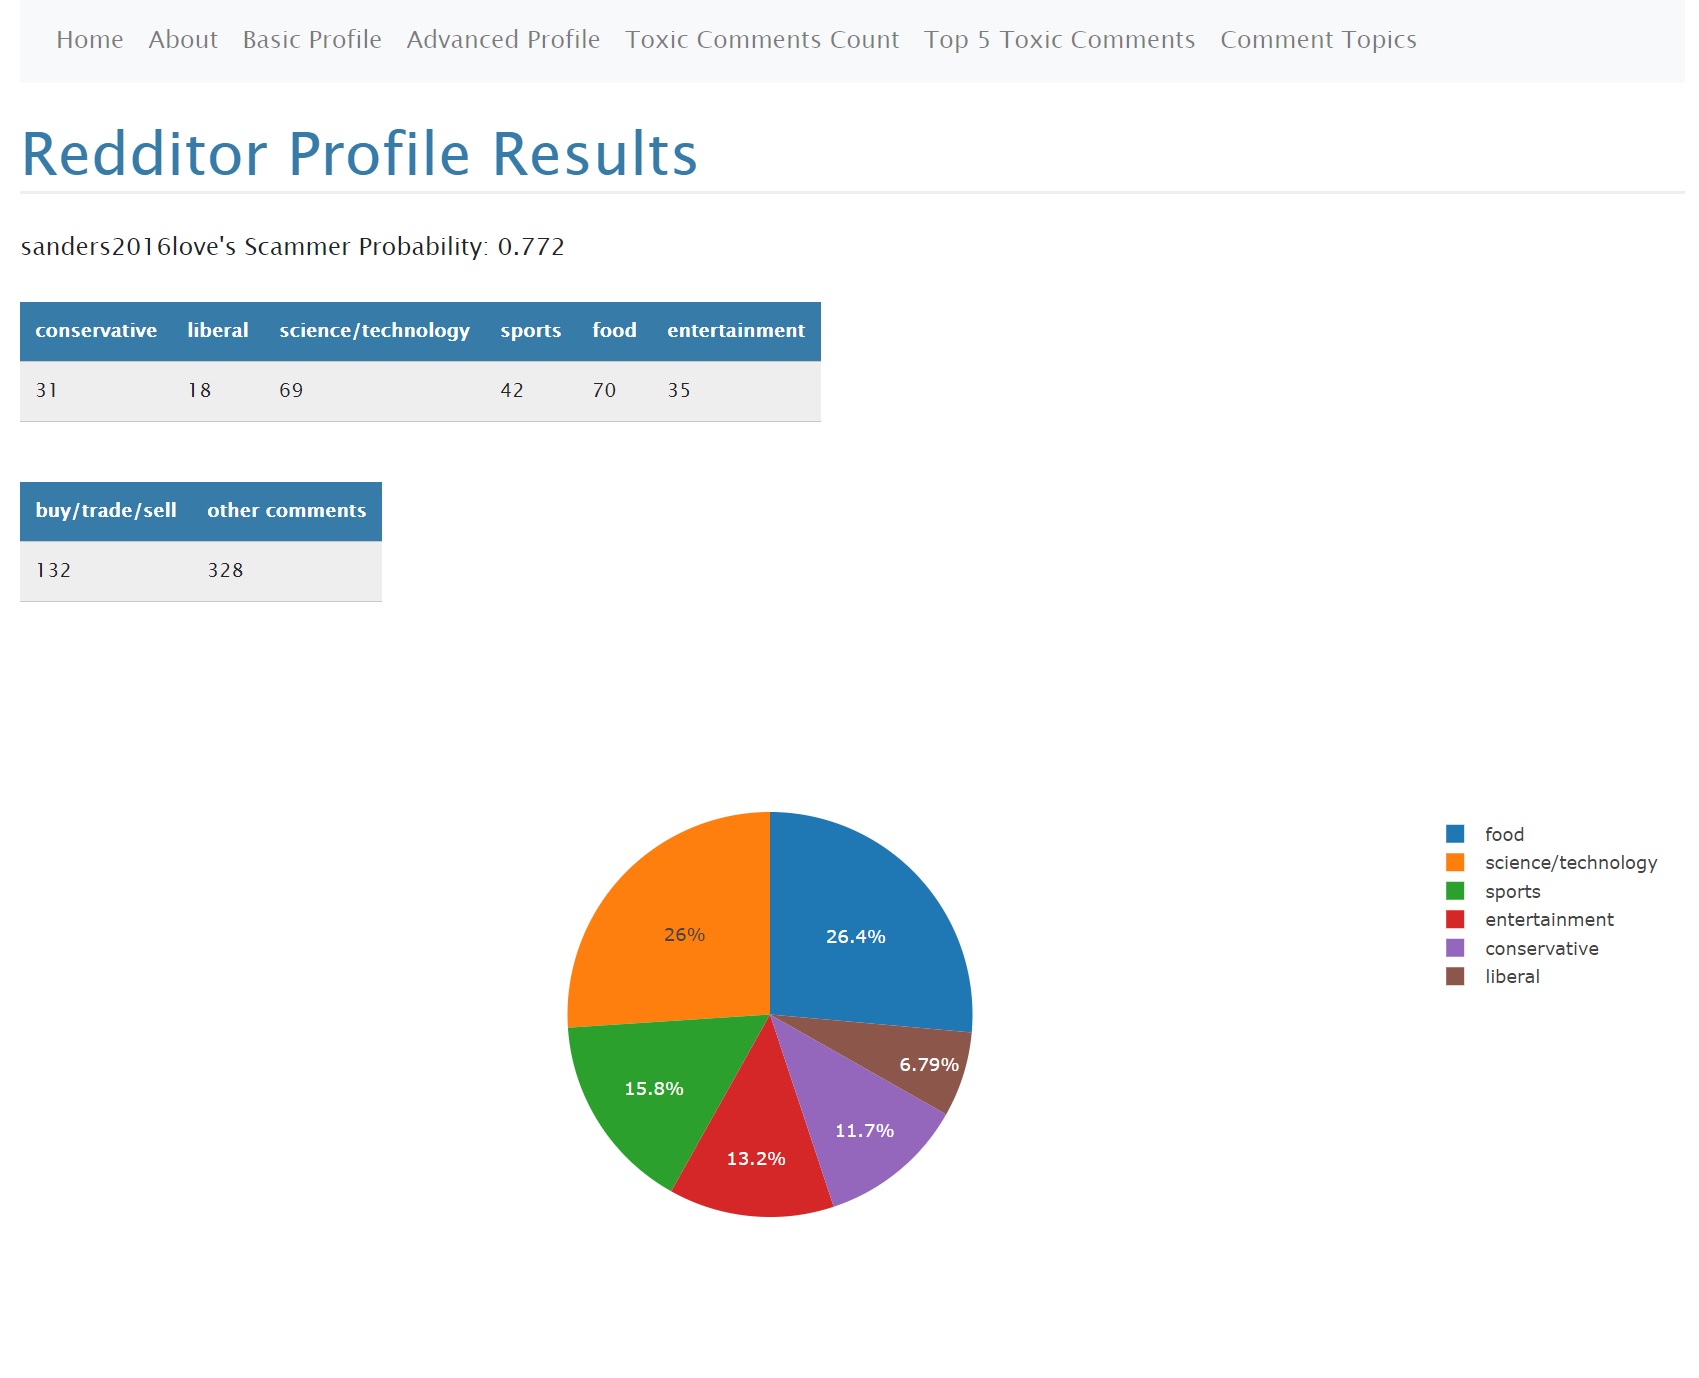 Home About Basic Profile Advanced Profile Toxic Comments Count Top 5 Toxic Comments Comment Topics
Redditor Profile Results
sanders2016love's Scammer Probability: 0.772
conservative liberal science/technology sports food entertainment
31 18 69 42 70 35
buy/trade/sell other comments
132 328
26%
26.4%
15.8%
13.2%
11.7%
6.79%
food
science/technology
sports
entertainment
conservative
liberal